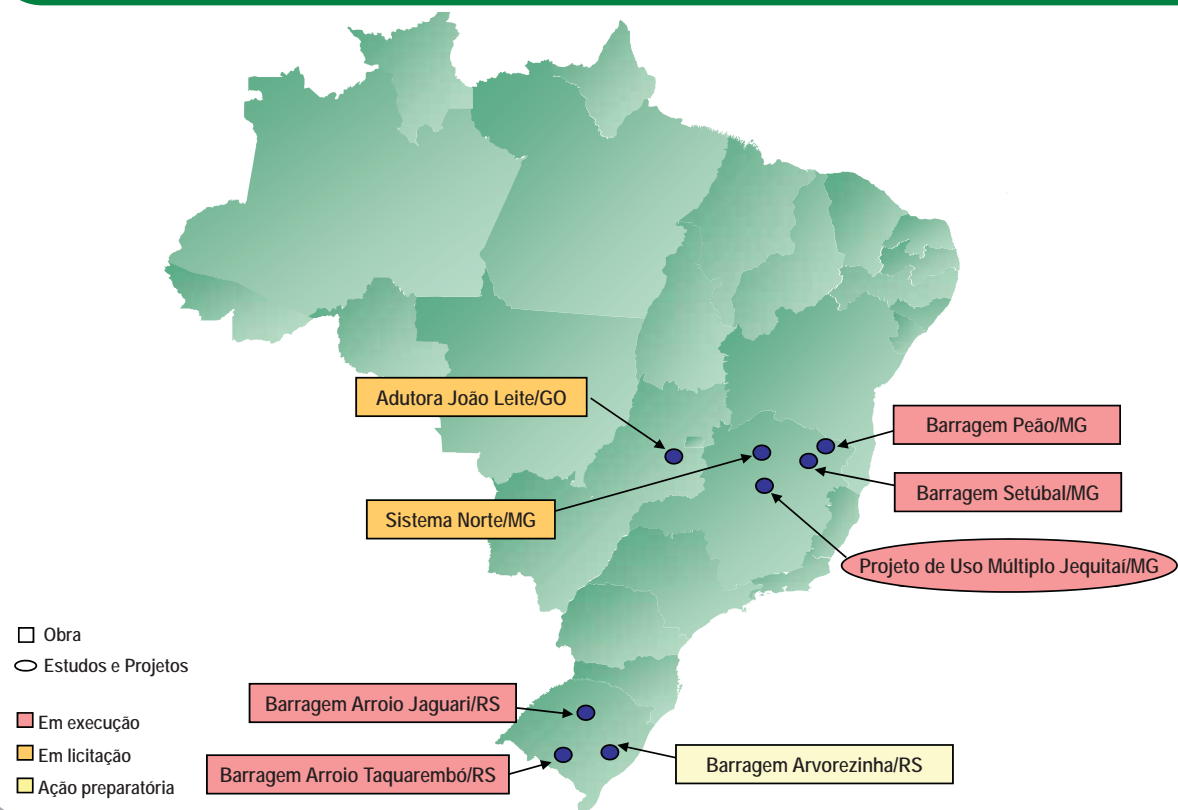 Adutora João Leite/GO
Barragem Peão/MG
Barragem Setúbal/MG
Sistema Norte/MG
Projeto de Uso Múltiplo Jequitaí/MG
Obra
Estudos e Projetos
Barragem Arroio Jaguari/RS
Em execução
Em licitação
Barragem Arvorezinha/RS
Barragem Arroio Taquarembó/RS
Ação preparatória